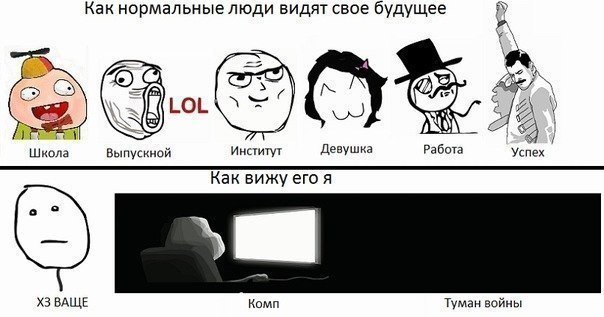 Как нормальные люди видят свое будущее
LOL
Школа
Выпускной
Институт
Девушка
Работа
Успех
Как вижу его я
ХЗ ВАЩЕ
Комп
Туман войны